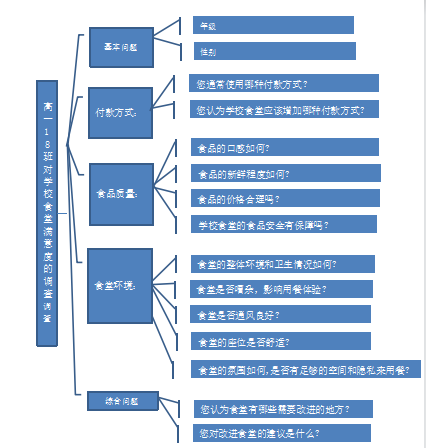 高一18班对学校食堂满意度的调查调查
基本问题
年级
性别
付款方式：
您通常使用哪种付款方式？
您认为学校食堂应该增加哪种付款方式？
食品质量：
食品的口感如何？
食品的新鲜程度如何？
食品的价格合理吗？
学校食堂的食品安全有保障吗？
食堂环境：
食堂的整体环境和卫生情况如何？
食堂是否嘈杂，影响用餐体验？
食堂是否通风良好？
食堂的座位是否舒适？
食堂的氛围如何，是否有足够的空间和隐私来用餐？
综合问题
您认为食堂有哪些需要改进的地方？
您对改进食堂的建议是什么？